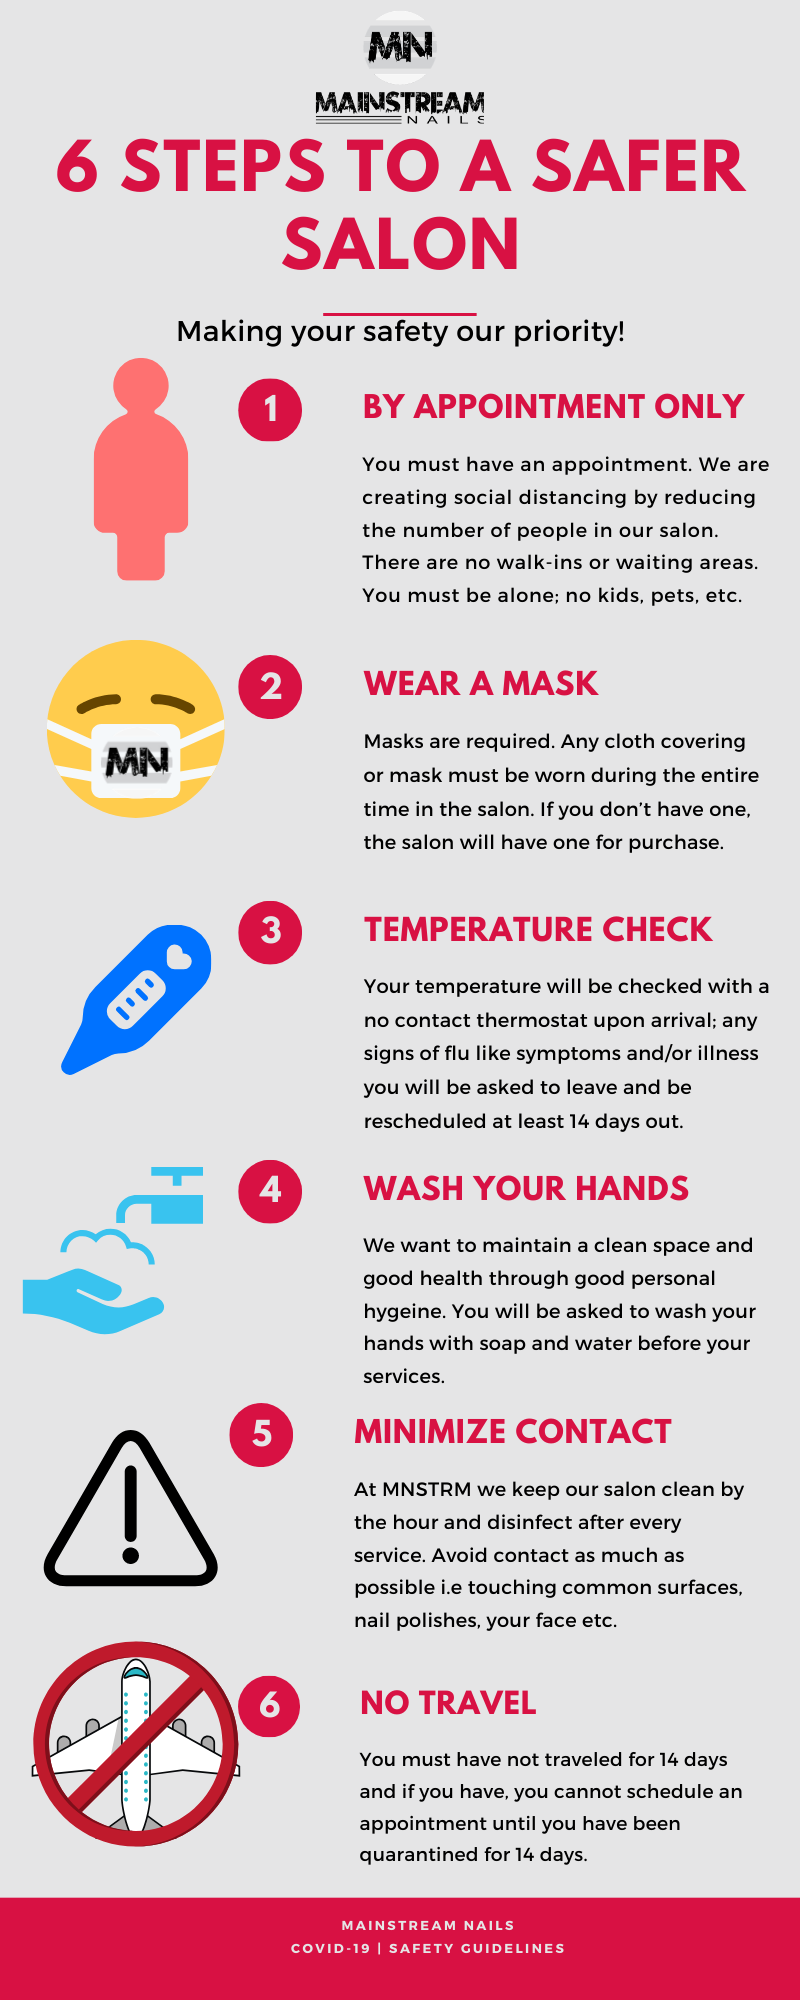 MN
MAINSTREAM
NAILS
6 STEPS TO A SAFER
SALON
Making your safety our priority!
1
BY APPOINTMENT ONLY
You must have an appointment. We are
creating social distancing by reducing
the number of people in our salon.
There are no walk-ins or waiting areas.
You must be alone; no kids, pets, etc.
2
WEAR A MASK
MN
Masks are required. Any cloth covering
or mask must be worn during the entire
time in the salon. If you don't have one,
the salon will have one for purchase.
3
TEMPERATURE CHECK
Your temperature will be checked with a
no contact thermostat upon arrival; any
signs of flu like symptoms and/or illness
you will be asked to leave and be
rescheduled at least 14 days out.
4
WASH YOUR HANDS
We want to maintain a clean space and
good health through good personal
hygeine. You will be asked to wash your
hands with soap and water before your
services.
5
MINIMIZE CONTACT
At MNSTRM we keep our salon clean by
the hour and disinfect after every
service. Avoid contact as much as
possible i.e touching common surfaces,
nail polishes, your face etc.
6
NO TRAVEL
You must have not traveled for 14 days
and if you have, you cannot schedule an
appointment until you have been
quarantined for 14 days.
MAINSTREAM NAILS
COVID-19 | SAFETY GUIDELINES